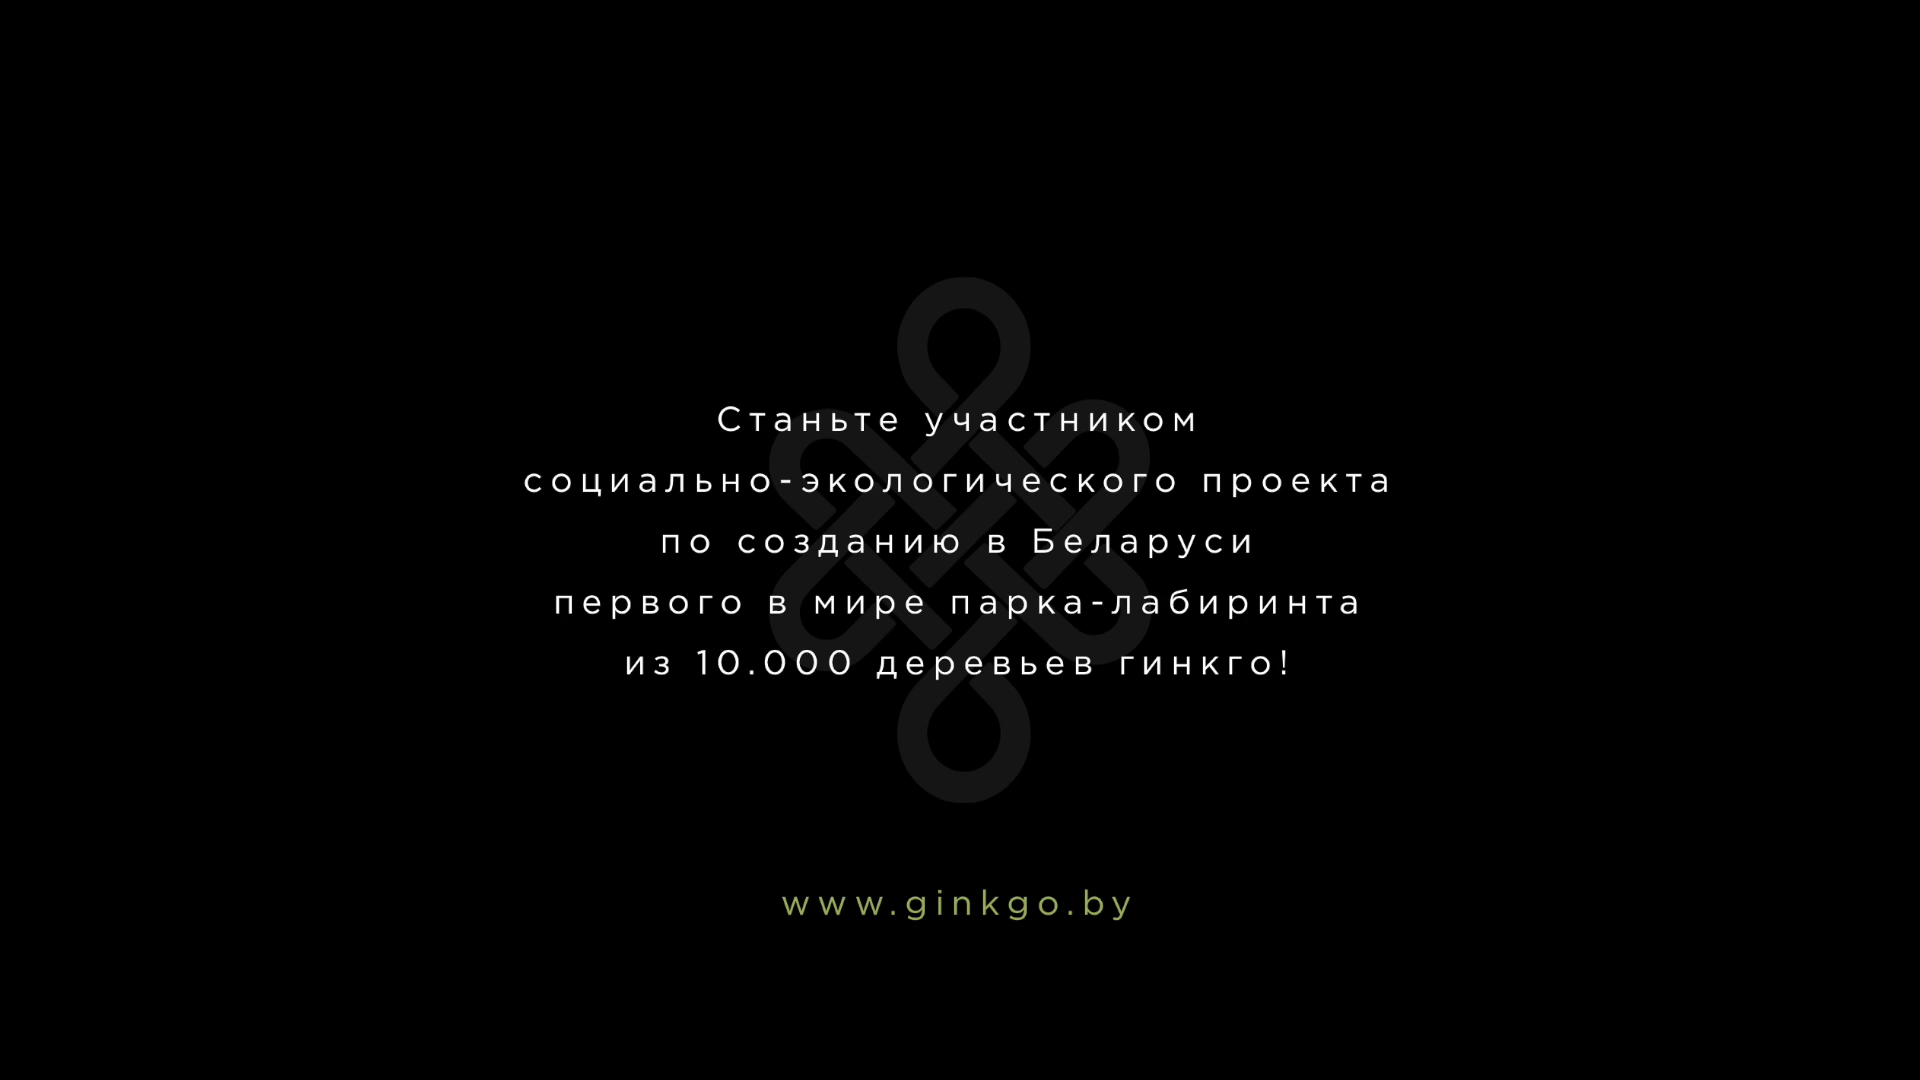 Станьте участником
социально-экологического проекта
по созданию в Беларуси
первого в мире парка-лабиринта
из 10.000 деревьев гинкго!
www.ginkgo.by